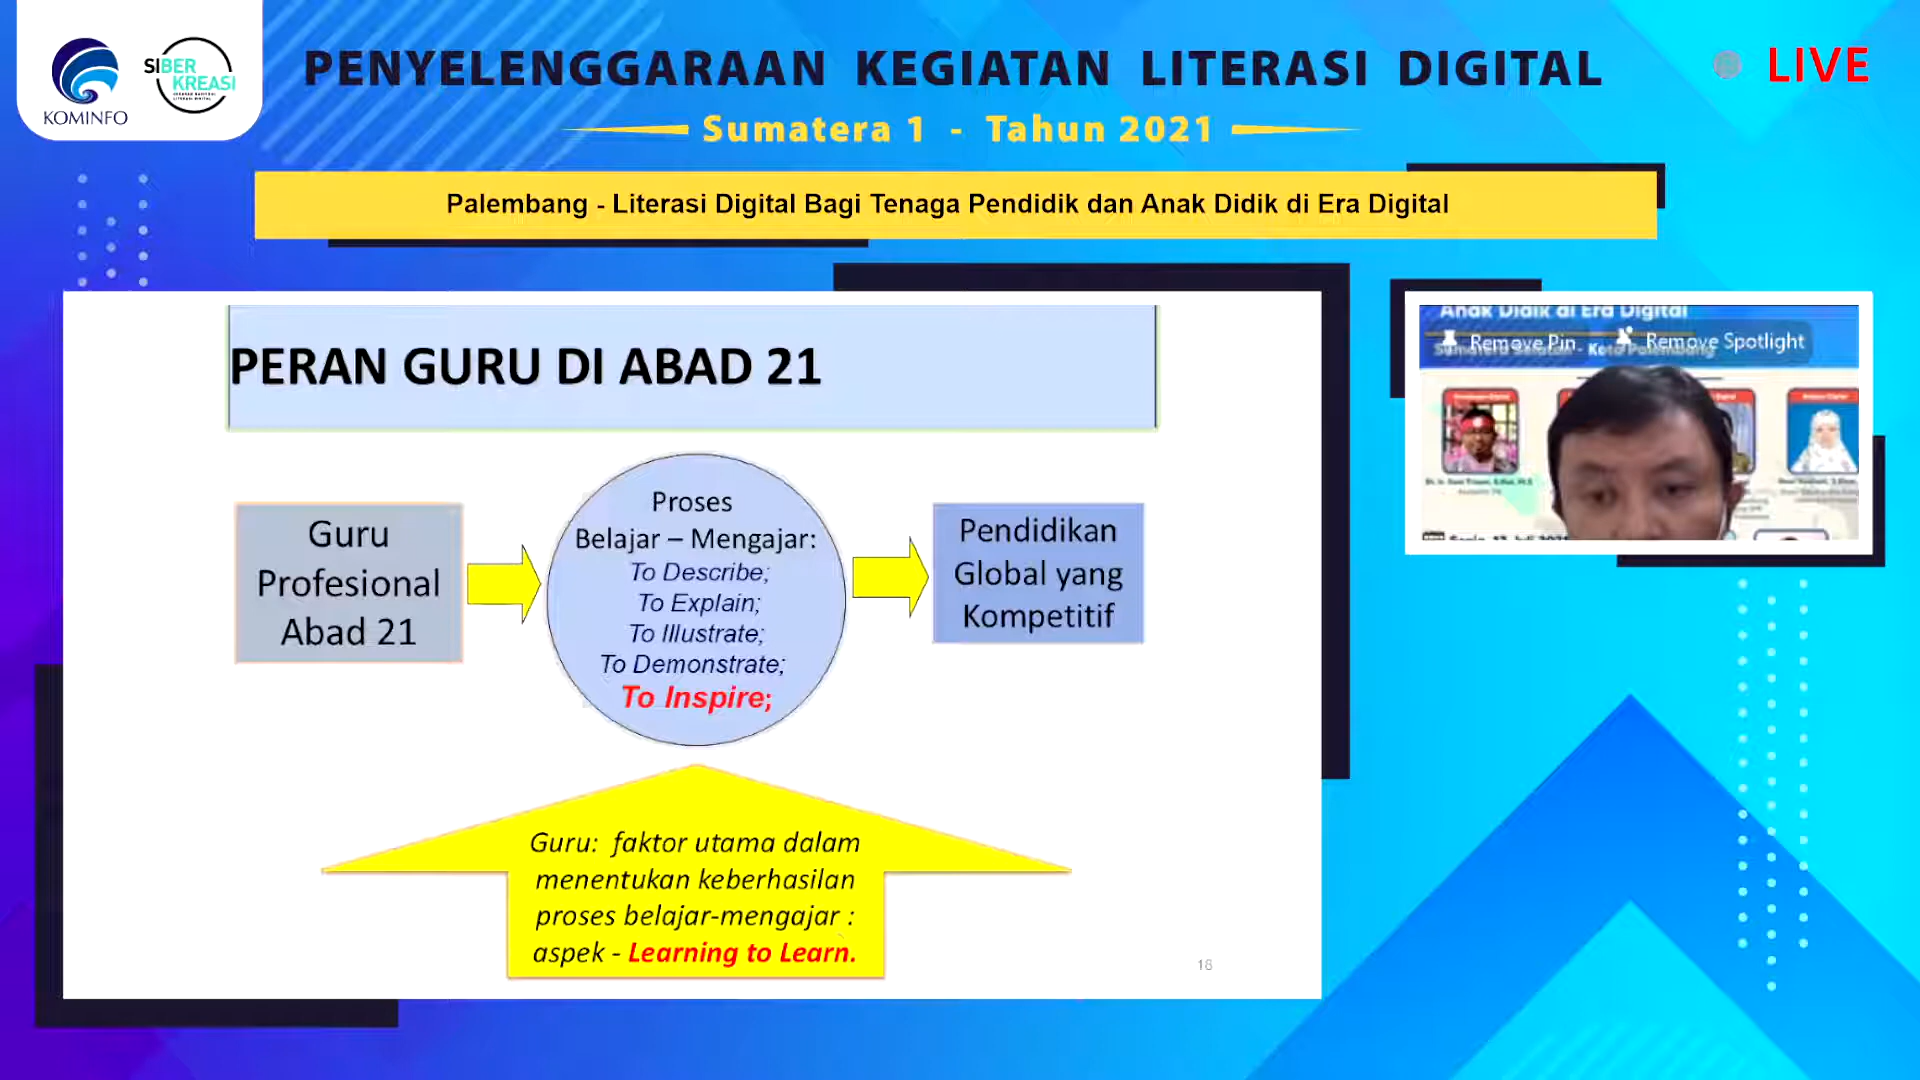 KOMINFO
SIBER
KREASI
PENYELENGGARAAN KEGIATAN LITERASI DIGITAL
LIVE
Sumatera 1 - Tahun 2021
Palembang - Literasi Digital Bagi Tenaga Pendidik dan Anak Didik di Era Digital
PERAN GURU DI ABAD 21
Guru
Profesional
Abad 21
Proses
Belajar – Mengajar:
To Describe;
To Explain;
To Illustrate;
To Demonstrate;
To Inspire;
Pendidikan
Global yang
Kompetitif
Guru: faktor utama dalam
menentukan keberhasilan
proses belajar-mengajar :
aspek - Learning to Learn.
18
Anak Didik di Era Digital
Remove Pin
Remove Spotlight